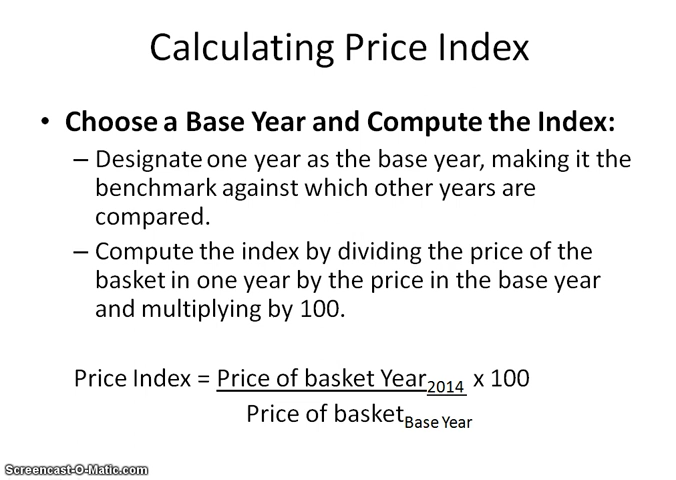 Calculating Price Index
• Choose a Base Year and Compute the Index:
– Designate one year as the base year, making it the
benchmark against which other years are
compared.
– Compute the index by dividing the price of the
basket in one year by the price in the base year
and multiplying by 100.
Price Index = Price of basket Year2014 x 100
Price of basketBase Year
Screencast-O-Matic.com